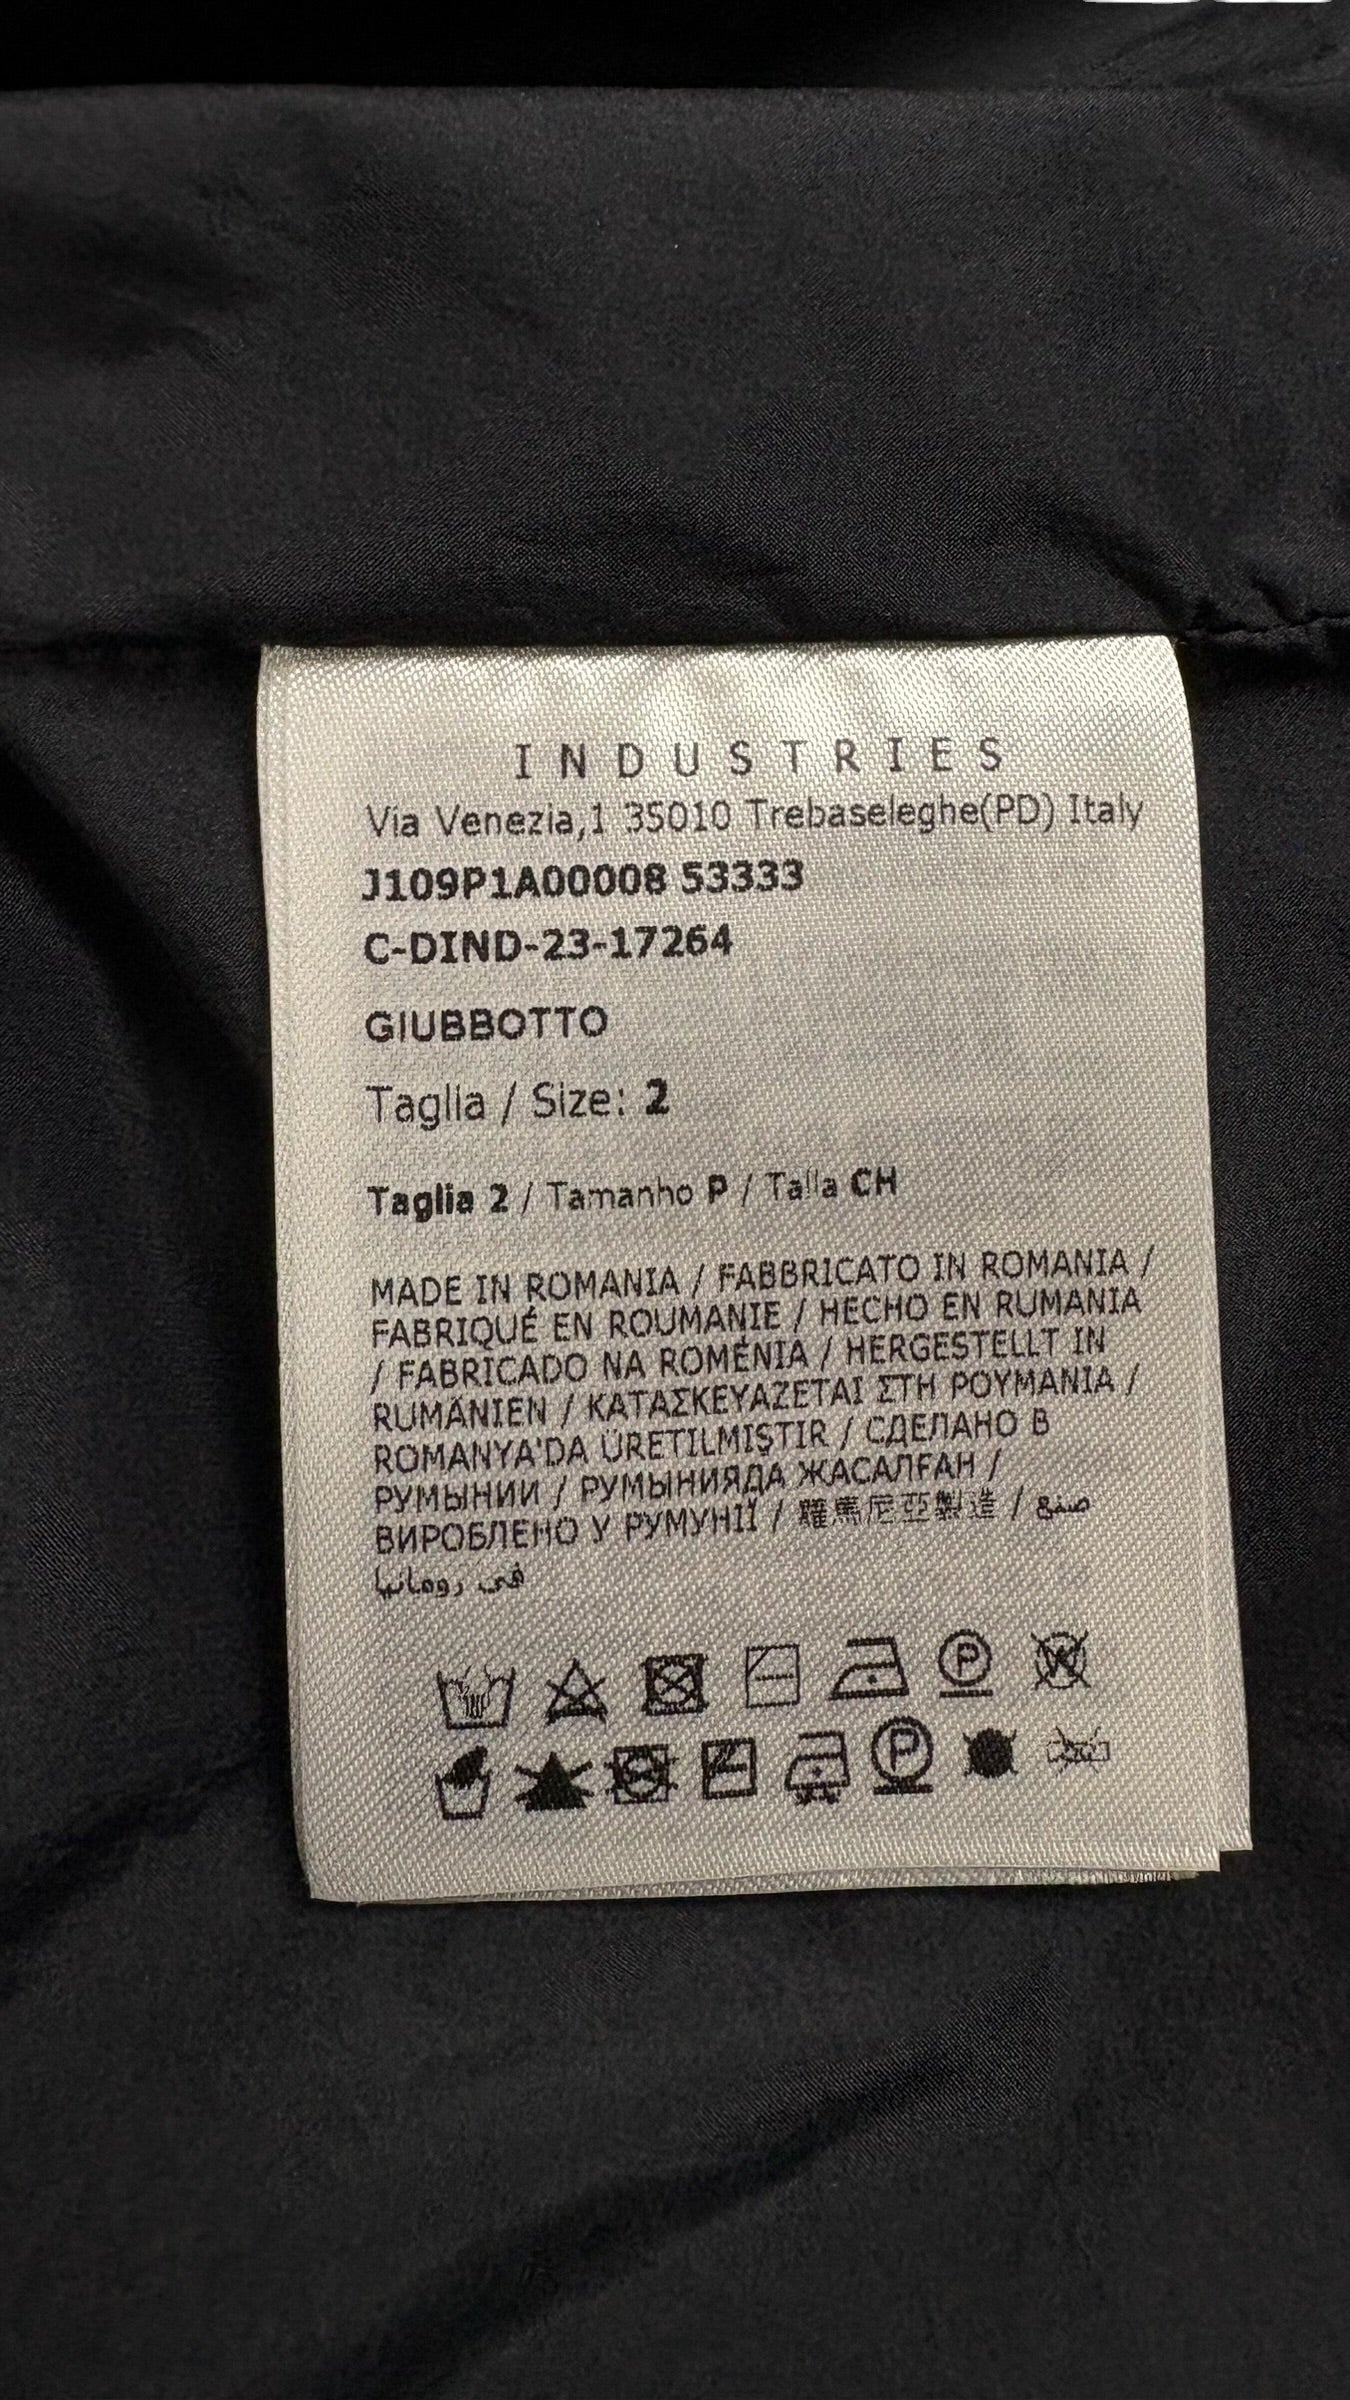 INDUSTRIES
Via Venezia,1 35010 Trebaseleghe(PD) Italy
J109P1A00008 53333
C-DIND-23-17264
GIUBBOTTO
Taglia / Size: 2
Taglia 2 / Tamanho P / Talla CH
MADE IN ROMANIA / FABBRICATO IN ROMANIA /
FABRIQUÉ EN ROUMANIE / HECHO EN RUMANIA
/ FABRICADO NA ROMÉNIA / HERGESTELLT IN
RUMÄNIEN / ΚΑΤΑΣΚΕΥΑΖΕΤΑΙ ΣΤΗ ΡΟΥΜΑΝΙΑ /
ROMANYA'DA ÜRETILMIŞTIR / СДЕЛАНО В
РУМЫНИИ / РУМЫНИЯДА ЖАСАЛҒАН /
ВИРОБЛЕНО У РУМУНІЇ / 羅馬尼亞製造 / صنع
في رومانيا
P W
P